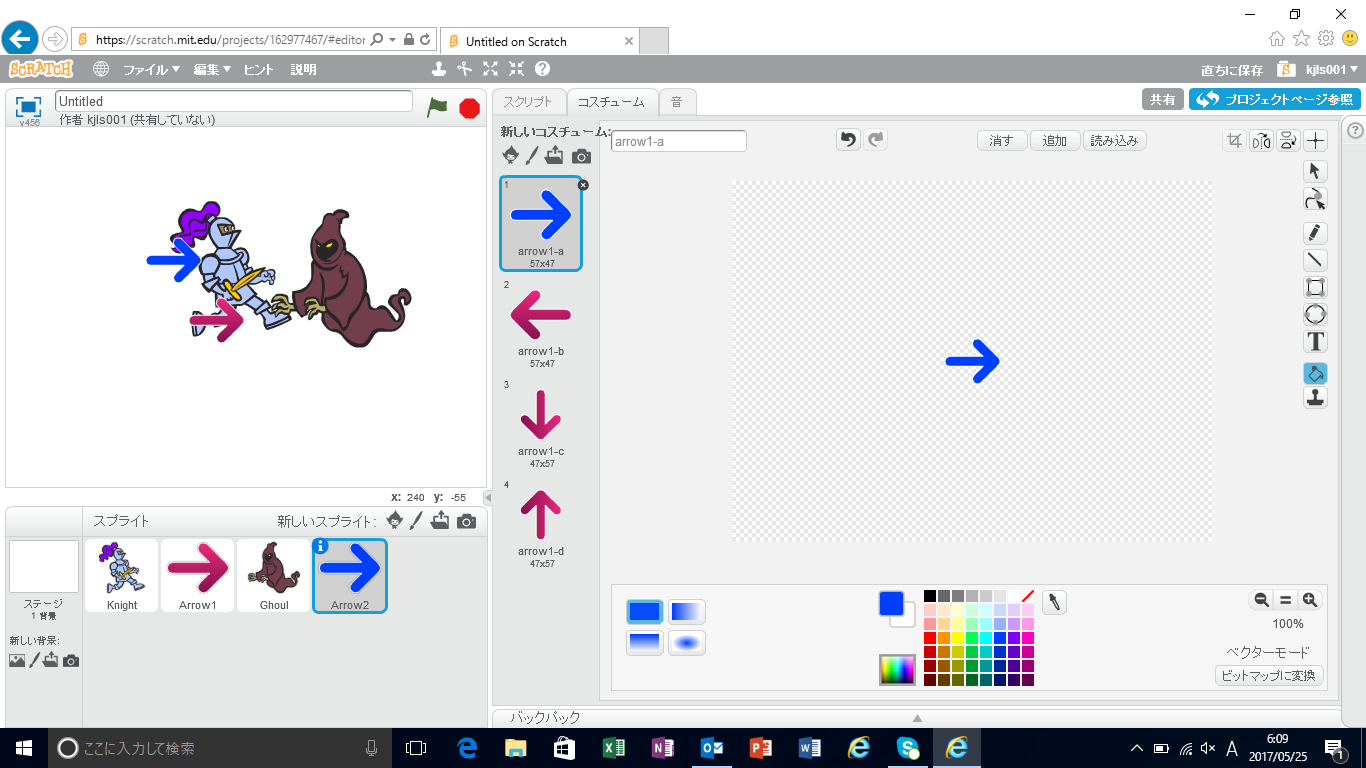 https://scratch.mit.edu/projects/162977467/#editor
Untitled on Scratch
SCRATCH
ファイル 編集 ヒント 説明
直ちに保存 kjls001
v456
Untitled
作者 kjls001 (共有していない)
スクリプト コスチューム 音
共有 プロジェクトページ参照
新しいコスチューム:
arrow1-a
消す 追加 読み込み
1
arrow1-a
57x47
2
arrow1-b
57x47
3
arrow1-c
47x57
4
arrow1-d
47x57
T
x: 240 y: -55
スプライト 新しいスプライト:
Knight
Arrow1
Ghoul
Arrow2
ステージ
1 背景
新しい背景:
100%
ベクターモード
ビットマップに変換
バックパック
ここに入力して検索
A
6:09
2017/05/25
1